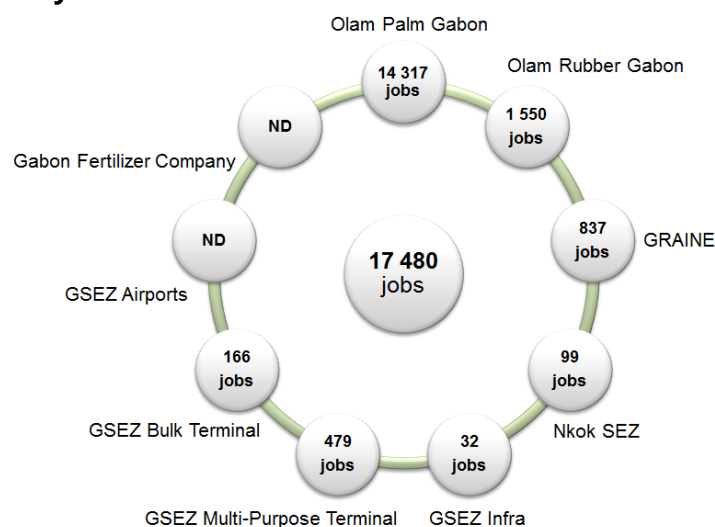 Olam Palm Gabon
14 317
jobs
Olam Rubber Gabon
1 550
jobs
837
jobs
GRAINE
99
jobs
Nkok SEZ
32
jobs
GSEZ Infra
479
jobs
GSEZ Multi-Purpose Terminal
166
jobs
GSEZ Bulk Terminal
ND
GSEZ Airports
ND
Gabon Fertilizer Company
17 480
jobs